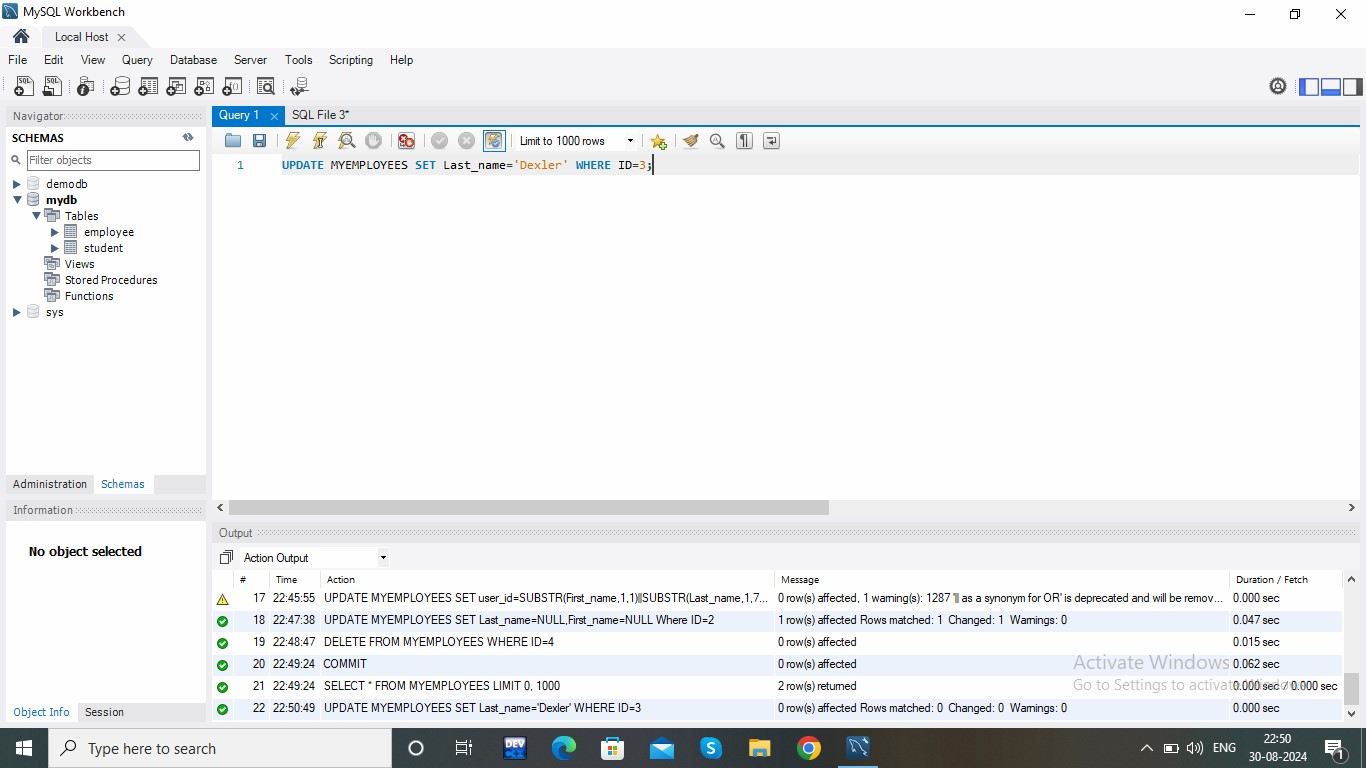 MySQL Workbench
Local Host
File Edit View Query Database Server Tools Scripting Help
Navigator
SCHEMAS
Filter objects
demodb
mydb
Tables
employee
student
Views
Stored Procedures
Functions
sys
Administration Schemas
Information
No object selected
Object Info Session
Query 1 SQL File 3*
Limit to 1000 rows
1 UPDATE MYEMPLOYEES SET Last_name='Dexler' WHERE ID=3;
Output
Action Output
# Time Action Message Duration / Fetch
17 22:45:55 UPDATE MYEMPLOYEES SET user_id=SUBSTR(First_name,1,1)||SUBSTR(Last_name,1,7... 0 row(s) affected, 1 warning(s): 1287 '|| as a synonym for OR' is deprecated and will be remov... 0.000 sec
18 22:47:38 UPDATE MYEMPLOYEES SET Last_name=NULL,First_name=NULL Where ID=2 1 row(s) affected Rows matched: 1 Changed: 1 Warnings: 0 0.047 sec
19 22:48:47 DELETE FROM MYEMPLOYEES WHERE ID=4 0 row(s) affected 0.015 sec
20 22:49:24 COMMIT 0 row(s) affected 0.062 sec
21 22:49:24 SELECT * FROM MYEMPLOYEES LIMIT 0, 1000 2 row(s) returned 0.000 sec / 0.000 sec
22 22:50:49 UPDATE MYEMPLOYEES SET Last_name='Dexler' WHERE ID=3 0 row(s) affected Rows matched: 0 Changed: 0 Warnings: 0 0.000 sec
Activate Windows
Go to Settings to activate Windows.
Type here to search
DEV
ENG
22:50
30-08-2024
1